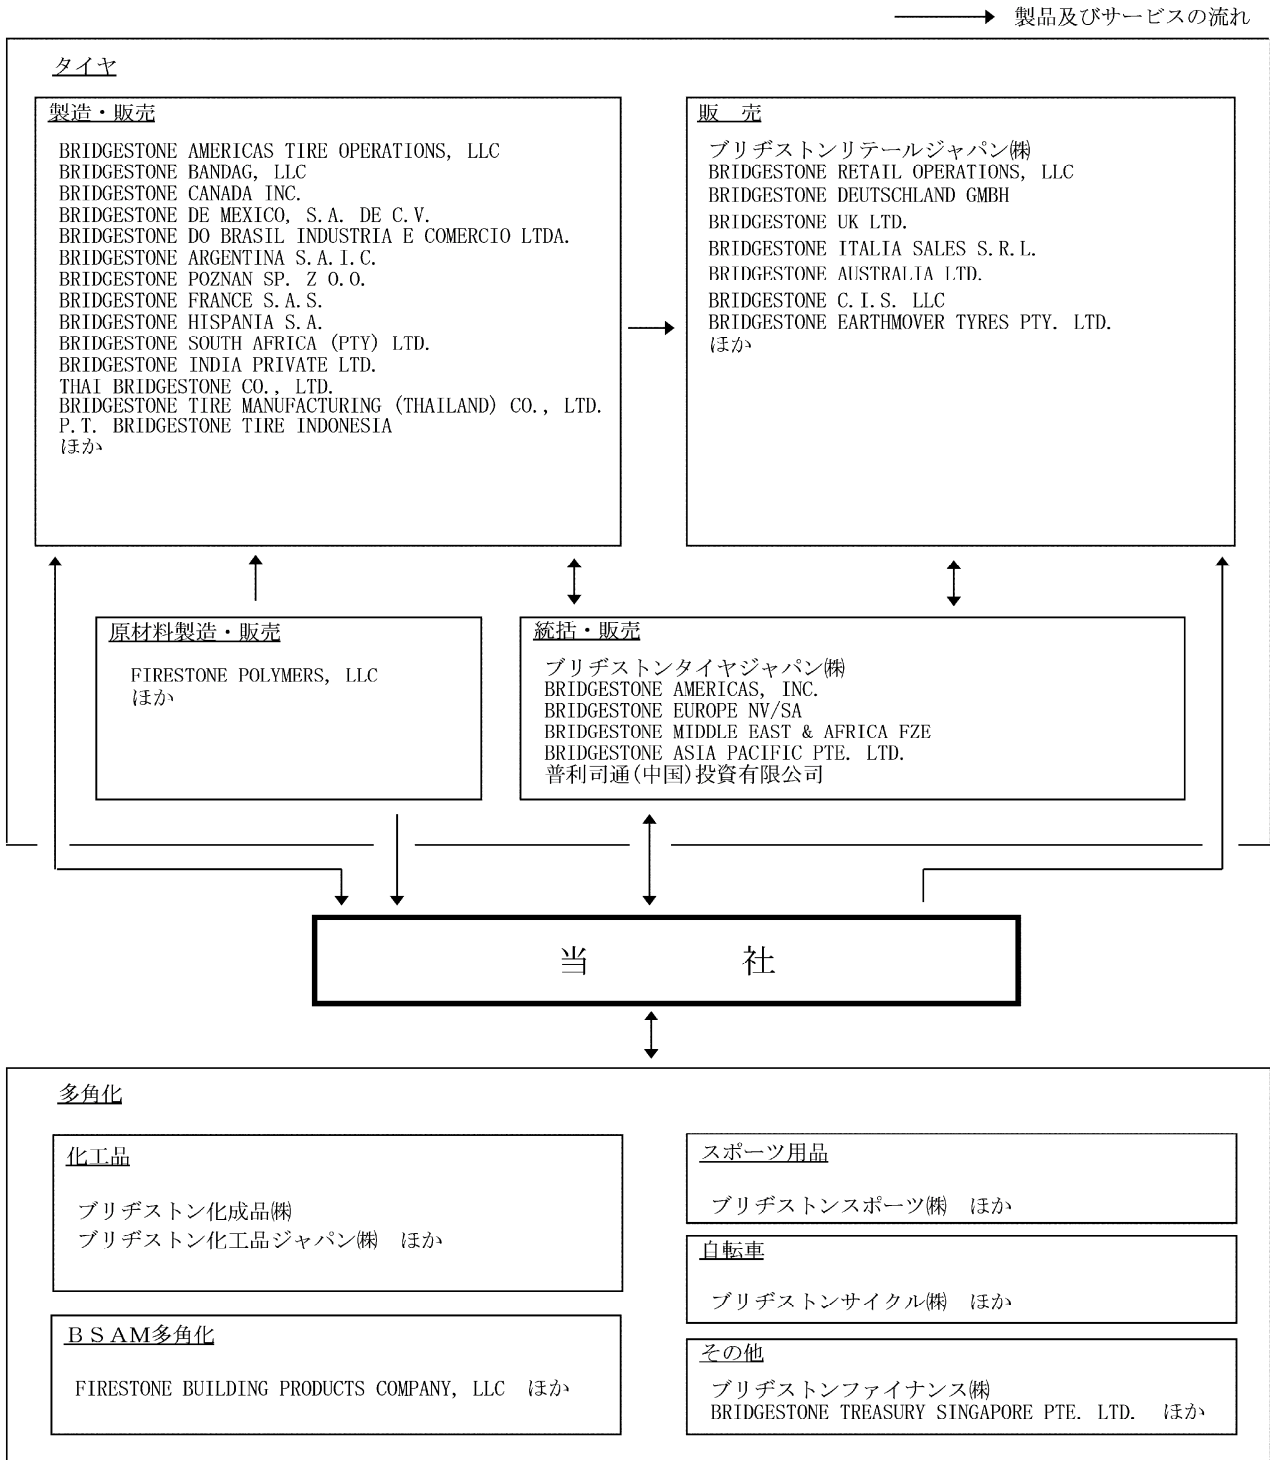 製品及びサービスの流れ
タイヤ
製造・販売
BRIDGESTONE AMERICAS TIRE OPERATIONS, LLC
BRIDGESTONE BANDAG, LLC
BRIDGESTONE CANADA INC.
BRIDGESTONE DE MEXICO, S.A. DE C.V.
BRIDGESTONE DO BRASIL INDUSTRIA E COMERCIO LTDA.
BRIDGESTONE ARGENTINA S.A.I.C.
BRIDGESTONE POZNAN SP. Z O.O.
BRIDGESTONE FRANCE S.A.S.
BRIDGESTONE HISPANIA S.A.
BRIDGESTONE SOUTH AFRICA (PTY) LTD.
BRIDGESTONE INDIA PRIVATE LTD.
THAI BRIDGESTONE CO., LTD.
BRIDGESTONE TIRE MANUFACTURING (THAILAND) CO., LTD.
P.T. BRIDGESTONE TIRE INDONESIA
ほか
販　売
ブリヂストンリテールジャパン㈱
BRIDGESTONE RETAIL OPERATIONS, LLC
BRIDGESTONE DEUTSCHLAND GMBH
BRIDGESTONE UK LTD.
BRIDGESTONE ITALIA SALES S.R.L.
BRIDGESTONE AUSTRALIA LTD.
BRIDGESTONE C.I.S. LLC
BRIDGESTONE EARTHMOVER TYRES PTY. LTD.
ほか
原材料製造・販売
FIRESTONE POLYMERS, LLC
ほか
統括・販売
ブリヂストンタイヤジャパン㈱
BRIDGESTONE AMERICAS, INC.
BRIDGESTONE EUROPE NV/SA
BRIDGESTONE MIDDLE EAST & AFRICA FZE
BRIDGESTONE ASIA PACIFIC PTE. LTD.
普利司通(中国)投資有限公司
当　社
多角化
化工品
ブリヂストン化成品㈱
ブリヂストン化工品ジャパン㈱　ほか
ＢＳＡＭ多角化
FIRESTONE BUILDING PRODUCTS COMPANY, LLC　ほか
スポーツ用品
ブリヂストンスポーツ㈱　ほか
自転車
ブリヂストンサイクル㈱　ほか
その他
ブリヂストンファイナンス㈱
BRIDGESTONE TREASURY SINGAPORE PTE. LTD.　ほか